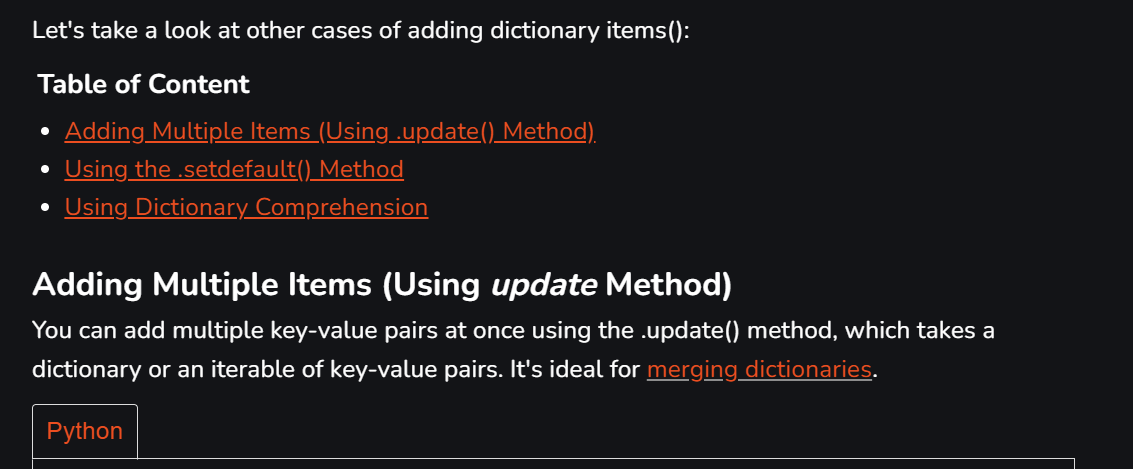 Let's take a look at other cases of adding dictionary items():
Table of Content
Adding Multiple Items (Using .update() Method)
Using the .setdefault() Method
Using Dictionary Comprehension
Adding Multiple Items (Using update Method)
You can add multiple key-value pairs at once using the .update() method, which takes a
dictionary or an iterable of key-value pairs. It's ideal for merging dictionaries.
Python